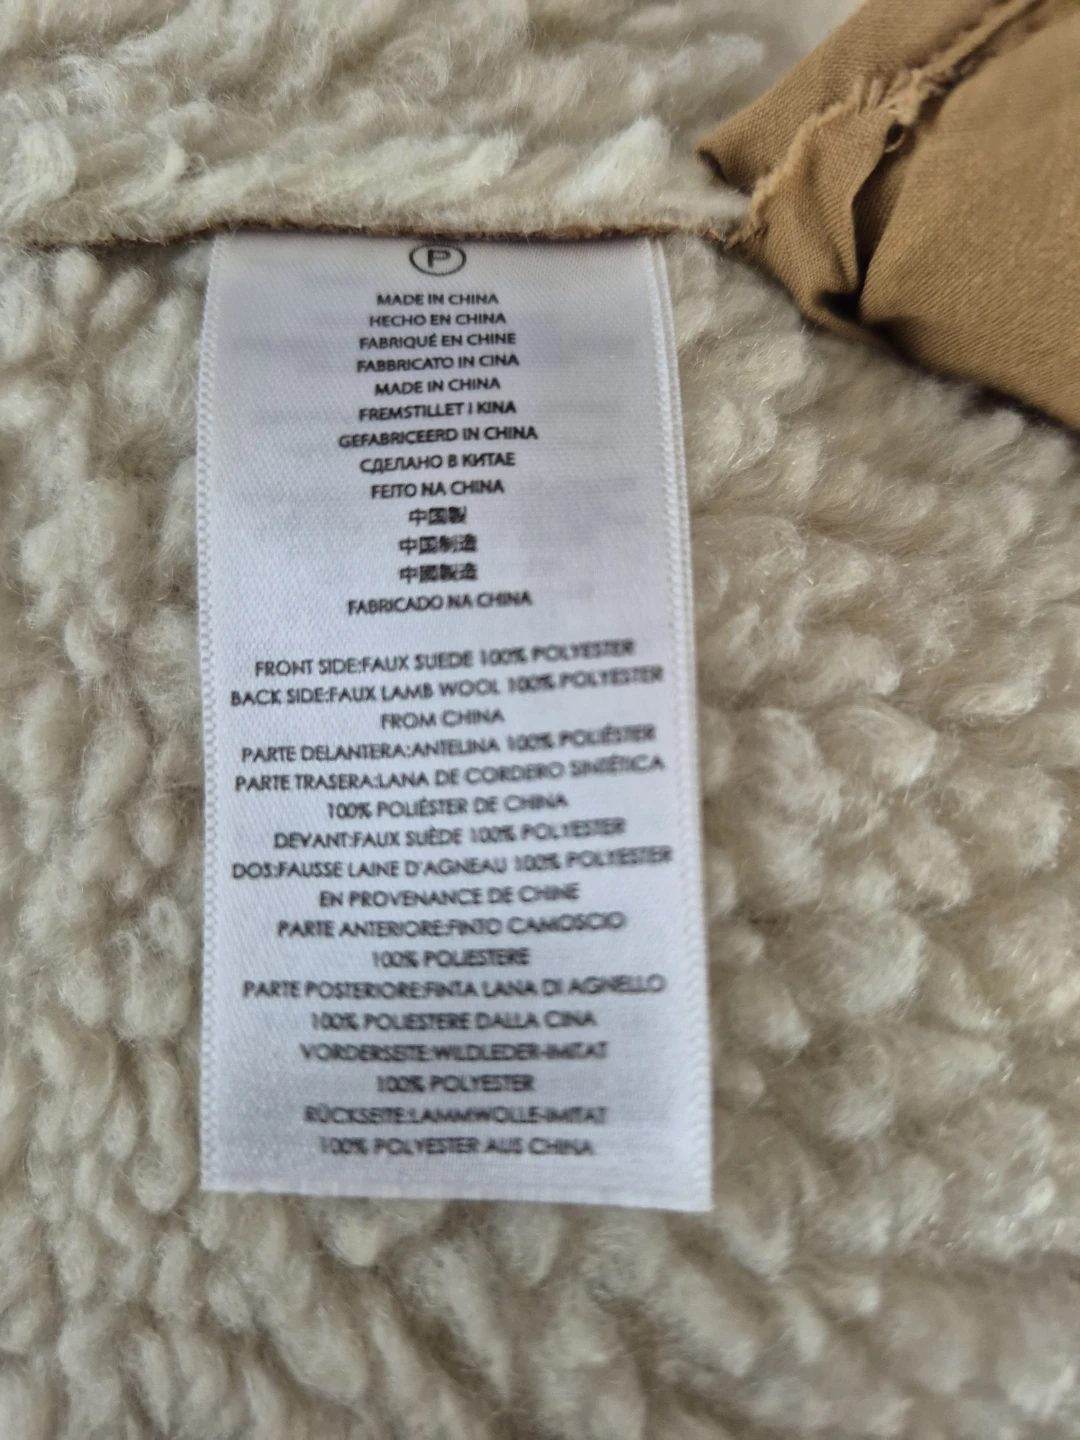 P
MADE IN CHINA
HECHO EN CHINA
FABRIQUÉ EN CHINE
FABBRICATO IN CINA
MADE IN CHINA
FREMSTILLET I KINA
GEFABRICEERD IN CHINA
СДЕЛАНО В КИТАЕ
FEITO NA CHINA
中国製
中国制造
中國製造
FABRICADO NA CHINA
FRONT SIDE:FAUX SUEDE 100% POLYESTER
BACK SIDE:FAUX LAMB WOOL 100% POLYESTER
FROM CHINA
PARTE DELANTERA:ANTELINA 100% POLIÉSTER
PARTE TRASERA:LANA DE CORDERO SINTÉTICA
100% POLIÉSTER DE CHINA
DEVANT:FAUX SUÈDE 100% POLYESTER
DOS:FAUSSE LAINE D'AGNEAU 100% POLYESTER
EN PROVENANCE DE CHINE
PARTE ANTERIORE:FINTO CAMOSCIO
100% POLIESTERE
PARTE POSTERIORE:FINTA LANA DI AGNELLO
100% POLIESTERE DALLA CINA
VORDERSEITE:WILDLEDER-IMITAT
100% POLYESTER
RÜCKSEITE:LAMMWOLLE-IMITAT
100% POLYESTER AUS CHINA